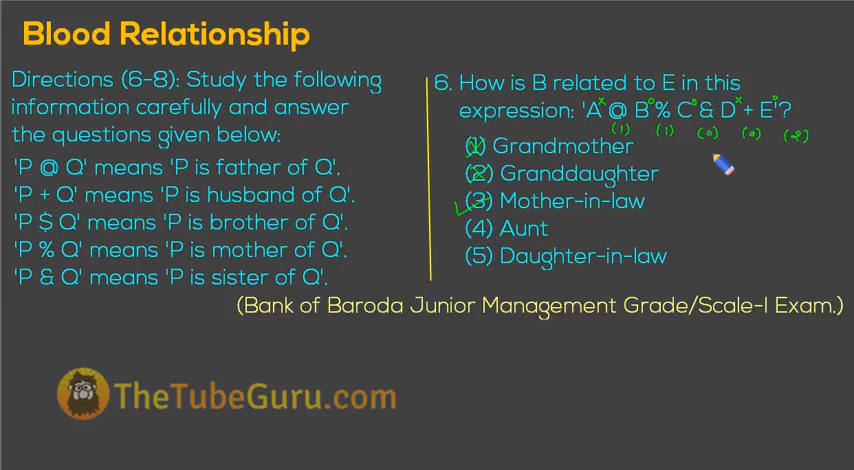 Blood Relationship
Directions (6-8): Study the following
information carefully and answer
the questions given below:
'P @ Q' means 'P is father of Q'.
'P + Q' means 'P is husband of Q'.
'P $ Q' means 'P is brother of Q'.
'P % Q' means 'P is mother of Q'.
'P & Q' means 'P is sister of Q'.
6. How is B related to E in this
expression: 'A @ B % C & D + E'?
(1) (1) (0) (0)
(1) Grandmother
(2) Granddaughter
(3) Mother-in-law
(4) Aunt
(5) Daughter-in-law
(Bank of Baroda Junior Management Grade/Scale-I Exam.)
TheTubeGuru.com